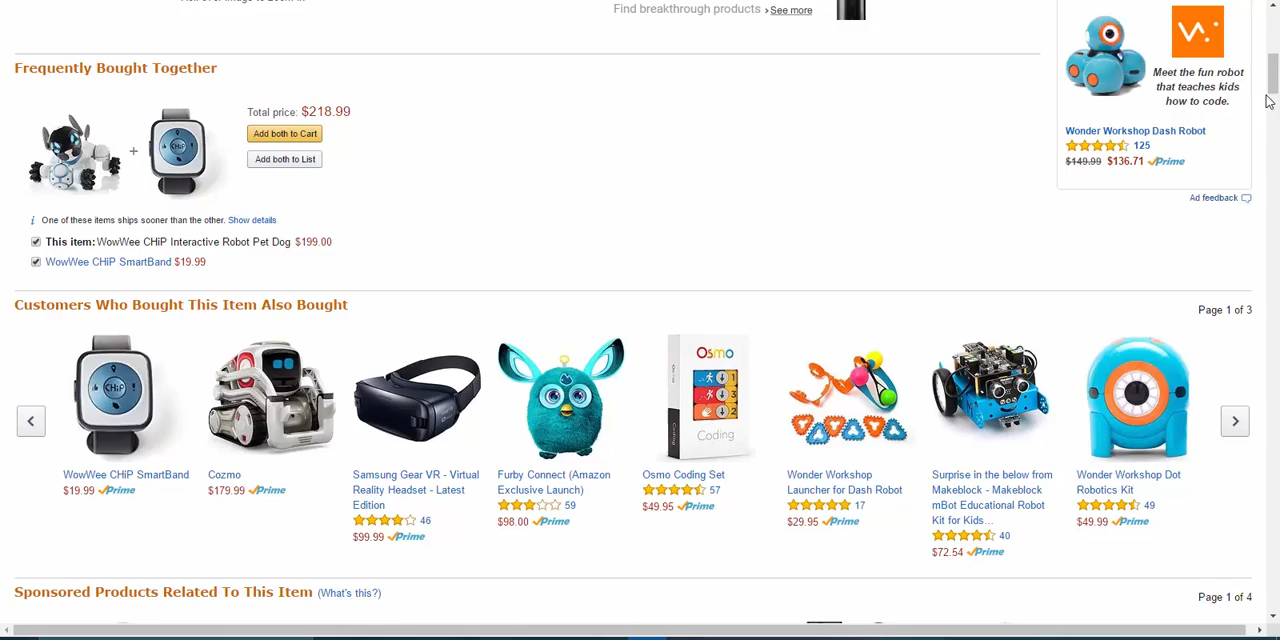 Find breakthrough products › See more
Meet the fun robot
that teaches kids
how to code.
Wonder Workshop Dash Robot
125
$149.99 $136.71 Prime
Ad feedback
Frequently Bought Together
CHiP
+
Total price: $218.99
Add both to Cart
Add both to List
i One of these items ships sooner than the other. Show details
This item: WowWee CHiP Interactive Robot Pet Dog $199.00
WowWee CHiP SmartBand $19.99
Customers Who Bought This Item Also Bought
Page 1 of 3
CHiP
WowWee CHiP SmartBand
$19.99 Prime
Cozmo
$179.99 Prime
Samsung Gear VR - Virtual
Reality Headset - Latest
Edition
46
$99.99 Prime
Furby Connect (Amazon
Exclusive Launch)
59
$98.00 Prime
Osmo
1
3
2
Coding
Osmo Coding Set
57
$49.95 Prime
Wonder Workshop
Launcher for Dash Robot
17
$29.95 Prime
Surprise in the below from
Makeblock - Makeblock
mBot Educational Robot
Kit for Kids...
40
$72.54 Prime
Wonder Workshop Dot
Robotics Kit
49
$49.99 Prime
Sponsored Products Related To This Item (What's this?)
Page 1 of 4